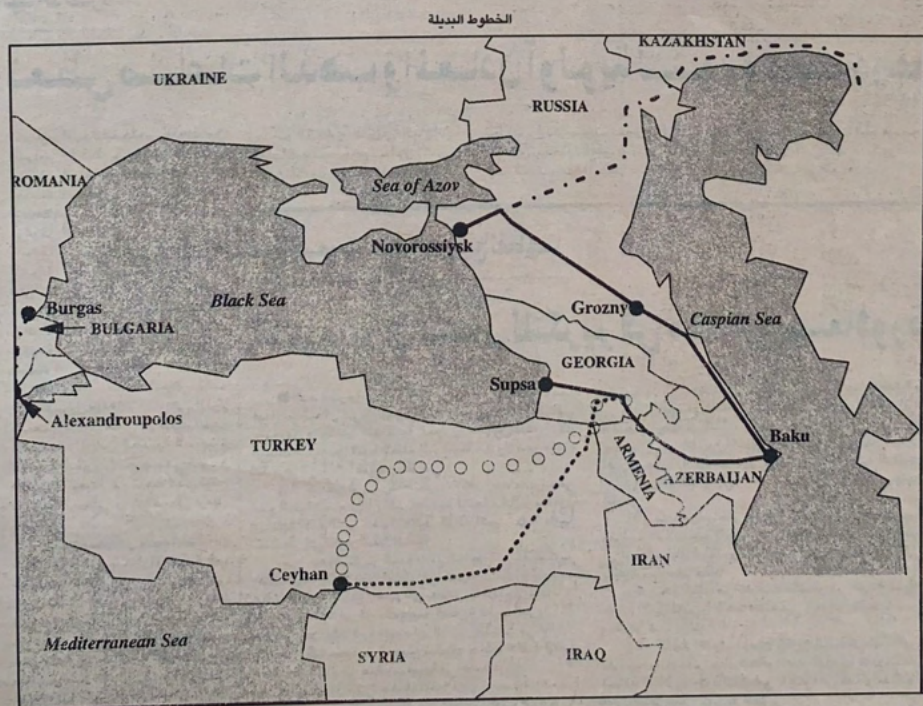 الخطوط البديلة
KAZAKHSTAN
UKRAINE
RUSSIA
ROMANIA
Sea of Azov
Novorossiysk
Black Sea
Burgas
BULGARIA
Grozny
Caspian Sea
GEORGIA
Supsa
Alexandroupolos
TURKEY
Baku
ARMENIA
AZERBAIJAN
IRAN
Ceyhan
Mediterranean Sea
SYRIA
IRAQ